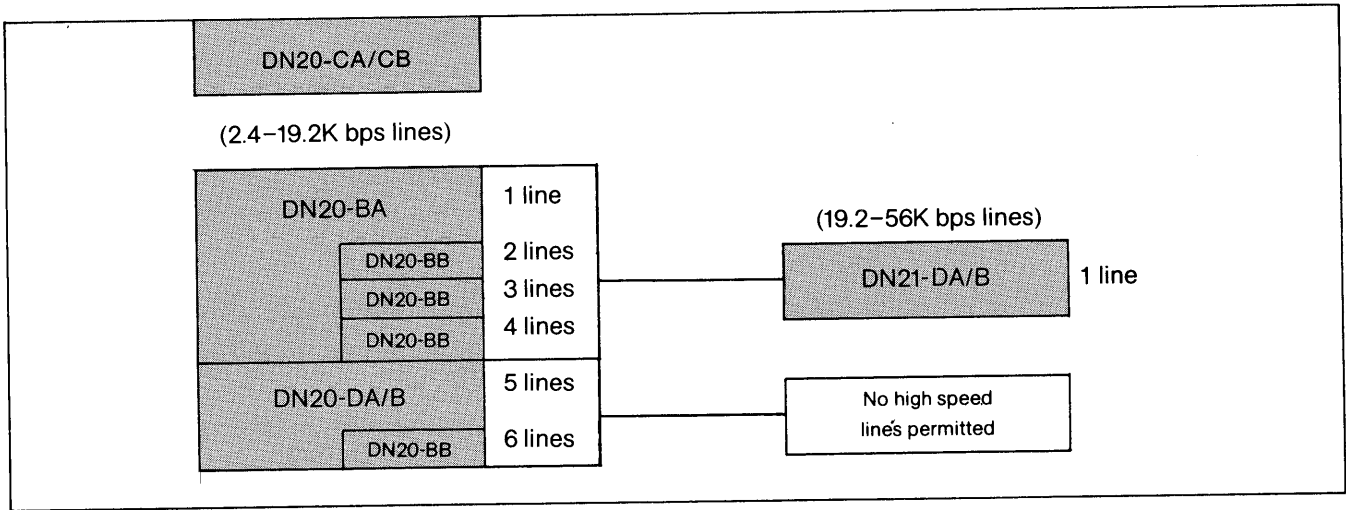 DN20-CA/CB
(2.4–19.2K bps lines)
DN20-BA
1 line
DN20-BB
2 lines
DN20-BB
3 lines
DN20-BB
4 lines
DN20-DA/B
5 lines
DN20-BB
6 lines
(19.2–56K bps lines)
DN21-DA/B
1 line
No high speed
lines permitted